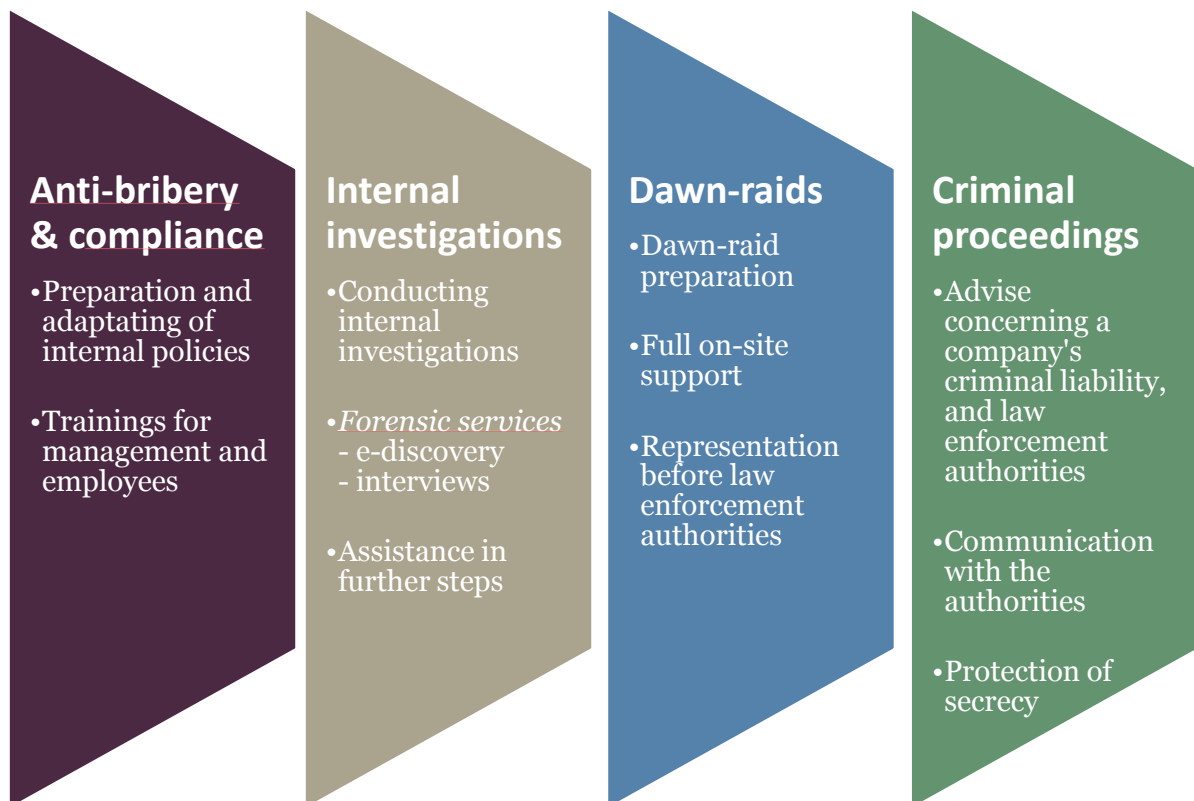 Anti-bribery
& compliance
•Preparation and
adaptating of
internal policies
•Trainings for
management and
employees
Internal
investigations
•Conducting
internal
investigations
•Forensic services
- e-discovery
- interviews
•Assistance in
further steps
Dawn-raids
•Dawn-raid
preparation
•Full on-site
support
•Representation
before law
enforcement
authorities
Criminal
proceedings
•Advise
concerning a
company's
criminal liability,
and law
enforcement
authorities
•Communication
with the
authorities
•Protection of
secrecy